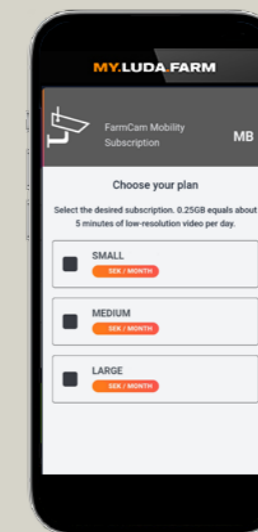 MY.LUDA.FARM
FarmCam Mobility
Subscription
MB
Choose your plan
Select the desired subscription. 0.25GB equals about
5 minutes of low-resolution video per day.
SMALL
SEK / MONTH
MEDIUM
SEK / MONTH
LARGE
SEK / MONTH